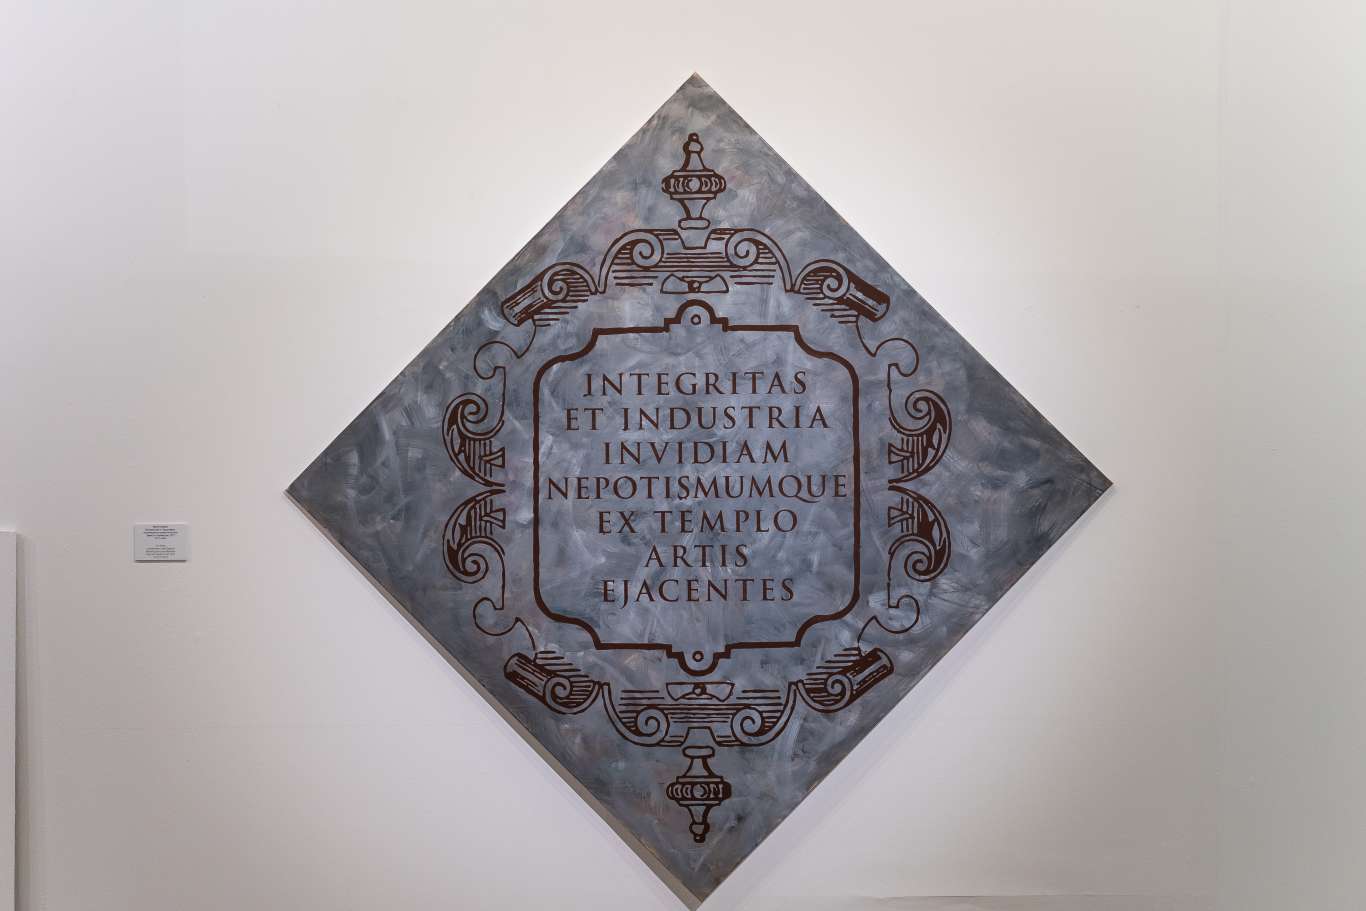 INTEGRITAS
ET INDUSTRIA
INVIDIAM
NEPOTISMUMQUE
EX TEMPLO
ARTIS
EJACENTES